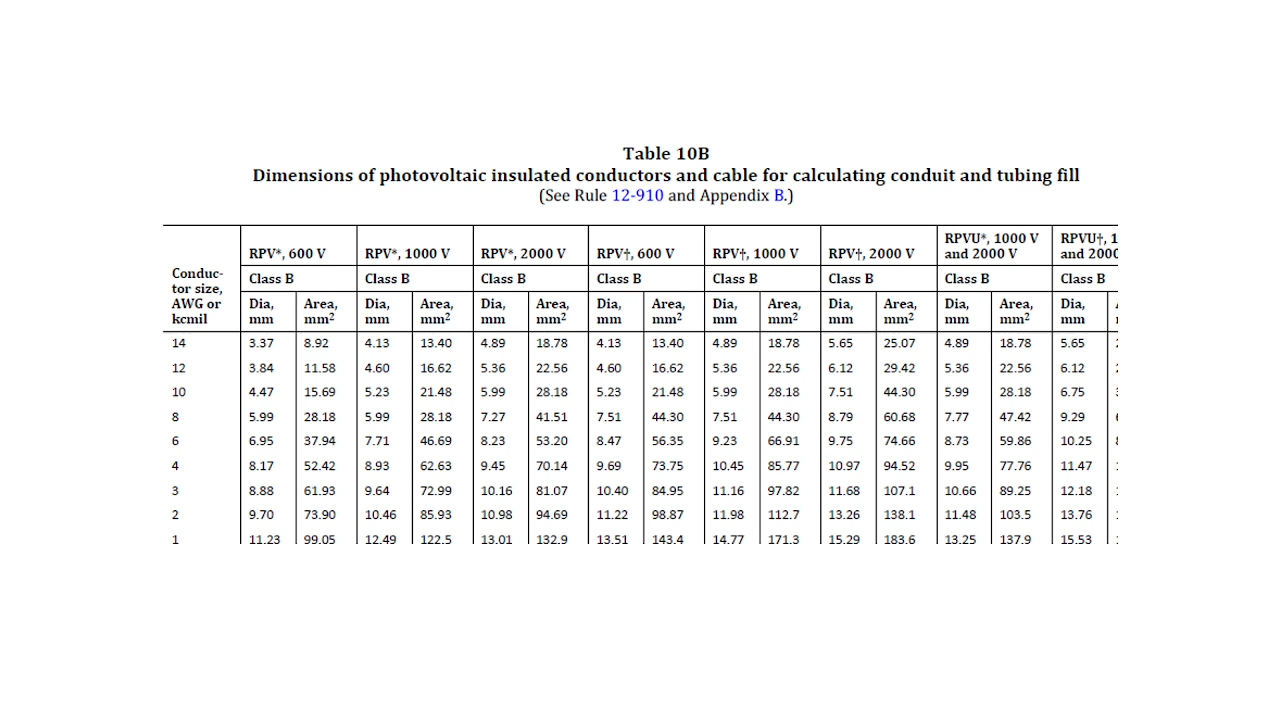 Table 10B
Dimensions of photovoltaic insulated conductors and cable for calculating conduit and tubing fill
(See Rule 12-910 and Appendix B.)
Conduc-
tor size,
AWG or
kcmil
RPV*, 600 V RPV*, 1000 V RPV*, 2000 V RPV†, 600 V RPV†, 1000 V RPV†, 2000 V RPVU*, 1000 V and 2000 V RPVU†, 1 and 2000
Class B Class B Class B Class B Class B Class B Class B Class B
Dia, mm Area, mm2 Dia, mm Area, mm2 Dia, mm Area, mm2 Dia, mm Area, mm2 Dia, mm Area, mm2 Dia, mm Area, mm2 Dia, mm Area, mm2 Dia, mm
14 3.37 8.92 4.13 13.40 4.89 18.78 4.13 13.40 4.89 18.78 5.65 25.07 4.89 18.78 5.65
12 3.84 11.58 4.60 16.62 5.36 22.56 4.60 16.62 5.36 22.56 6.12 29.42 5.36 22.56 6.12
10 4.47 15.69 5.23 21.48 5.99 28.18 5.23 21.48 5.99 28.18 7.51 44.30 5.99 28.18 6.75
8 5.99 28.18 5.99 28.18 7.27 41.51 7.51 44.30 7.51 44.30 8.79 60.68 7.77 47.42 9.29
6 6.95 37.94 7.71 46.69 8.23 53.20 8.47 56.35 9.23 66.91 9.75 74.66 8.73 59.86 10.25
4 8.17 52.42 8.93 62.63 9.45 70.14 9.69 73.75 10.45 85.77 10.97 94.52 9.95 77.76 11.47
3 8.88 61.93 9.64 72.99 10.16 81.07 10.40 84.95 11.16 97.82 11.68 107.1 10.66 89.25 12.18
2 9.70 73.90 10.46 85.93 10.98 94.69 11.22 98.87 11.98 112.7 13.26 138.1 11.48 103.5 13.76
1 11.23 99.05 12.49 122.5 13.01 132.9 13.51 143.4 14.77 171.3 15.29 183.6 13.25 137.9 15.53